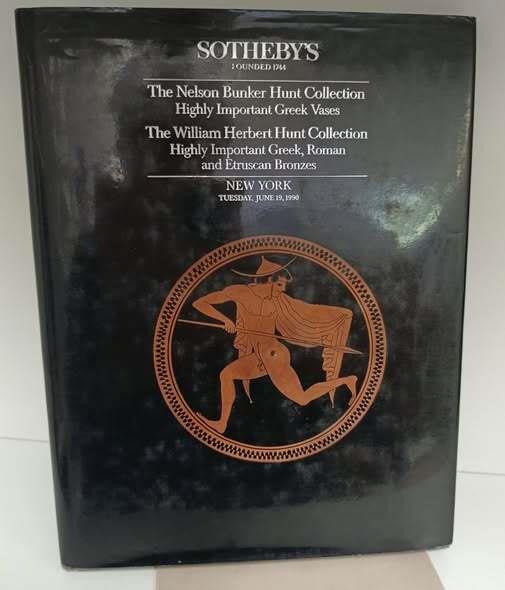 SOTHEBY'S
FOUNDED 1744
The Nelson Bunker Hunt Collection
Highly Important Greek Vases
The William Herbert Hunt Collection
Highly Important Greek, Roman
and Etruscan Bronzes
NEW YORK
TUESDAY, JUNE 19, 1990